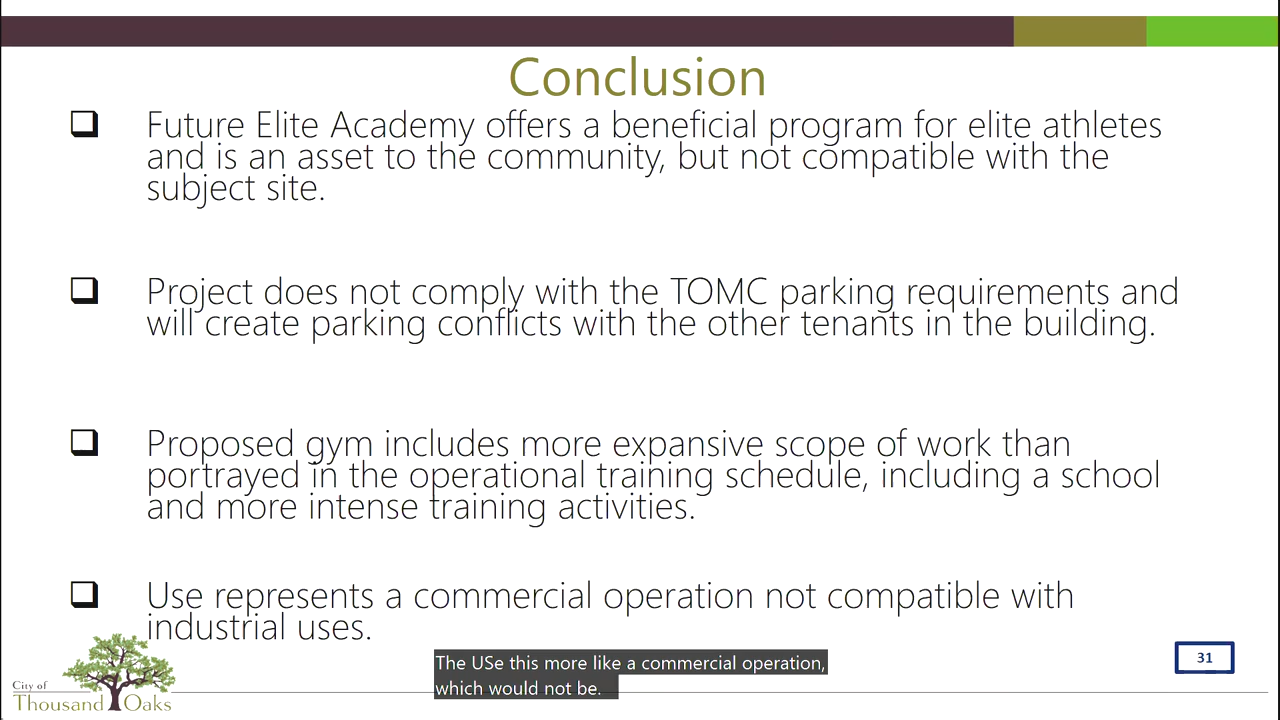 Conclusion
❑ Future Elite Academy offers a beneficial program for elite athletes
and is an asset to the community, but not compatible with the
subject site.
❑ Project does not comply with the TOMC parking requirements and
will create parking conflicts with the other tenants in the building.
❑ Proposed gym includes more expansive scope of work than
portrayed in the operational training schedule, including a school
and more intense training activities.
❑ Use represents a commercial operation not compatible with
industrial uses.
The USe this more like a commercial operation,
which would not be.
31
City of
Thousand Oaks